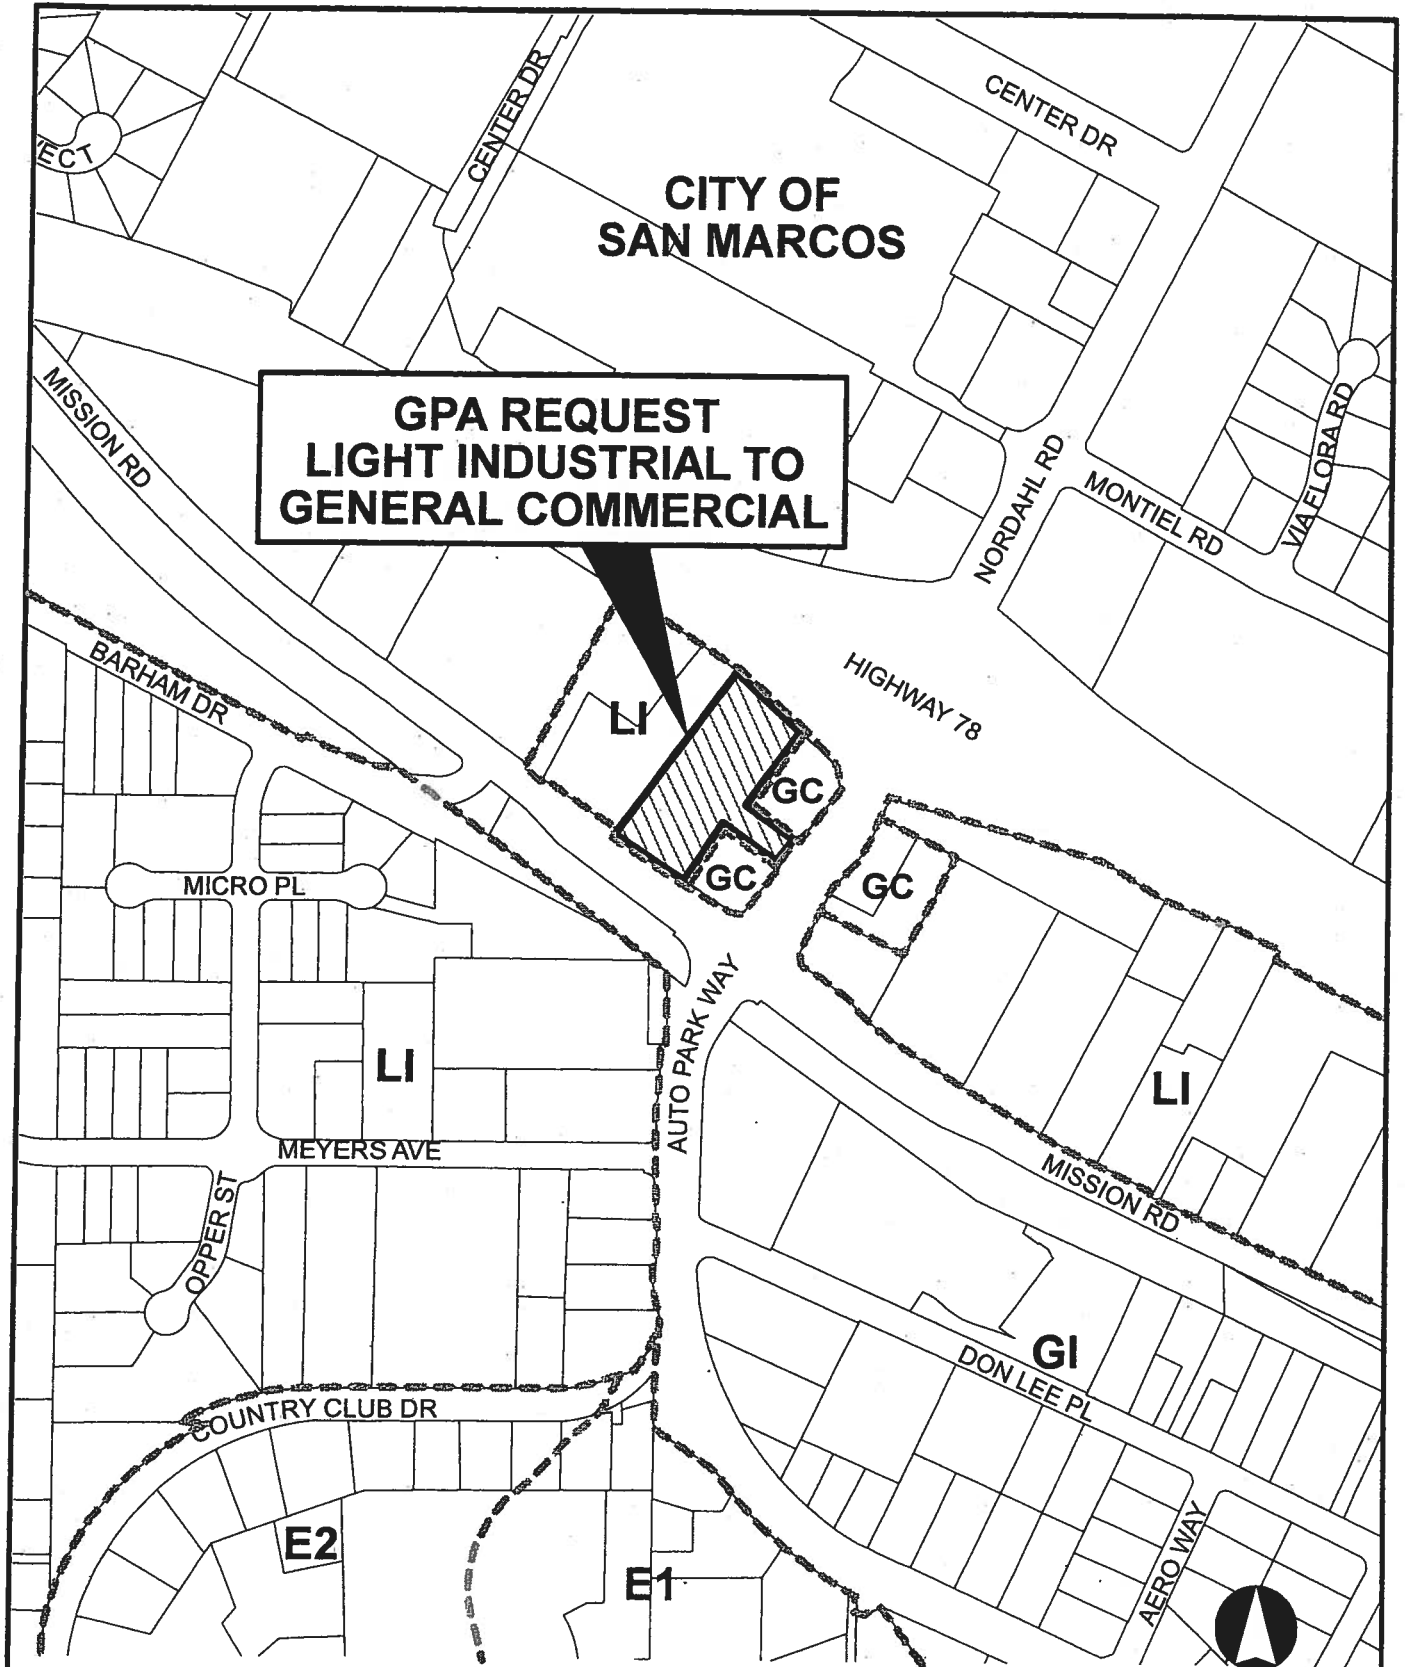 CENTER DR
CENTER DR
ECT
CITY OF
SAN MARCOS
MISSION RD
GPA REQUEST
LIGHT INDUSTRIAL TO
GENERAL COMMERCIAL
VIA FLORA RD
NORDAHL RD
MONTIEL RD
BARHAM DR
HIGHWAY 78
LI
GC
GC
GC
MICRO PL
AUTO PARK WAY
LI
LI
MEYERS AVE
MISSION RD
OPPER ST
GI
DON LEE PL
COUNTRY CLUB DR
E2
E1
AERO WAY